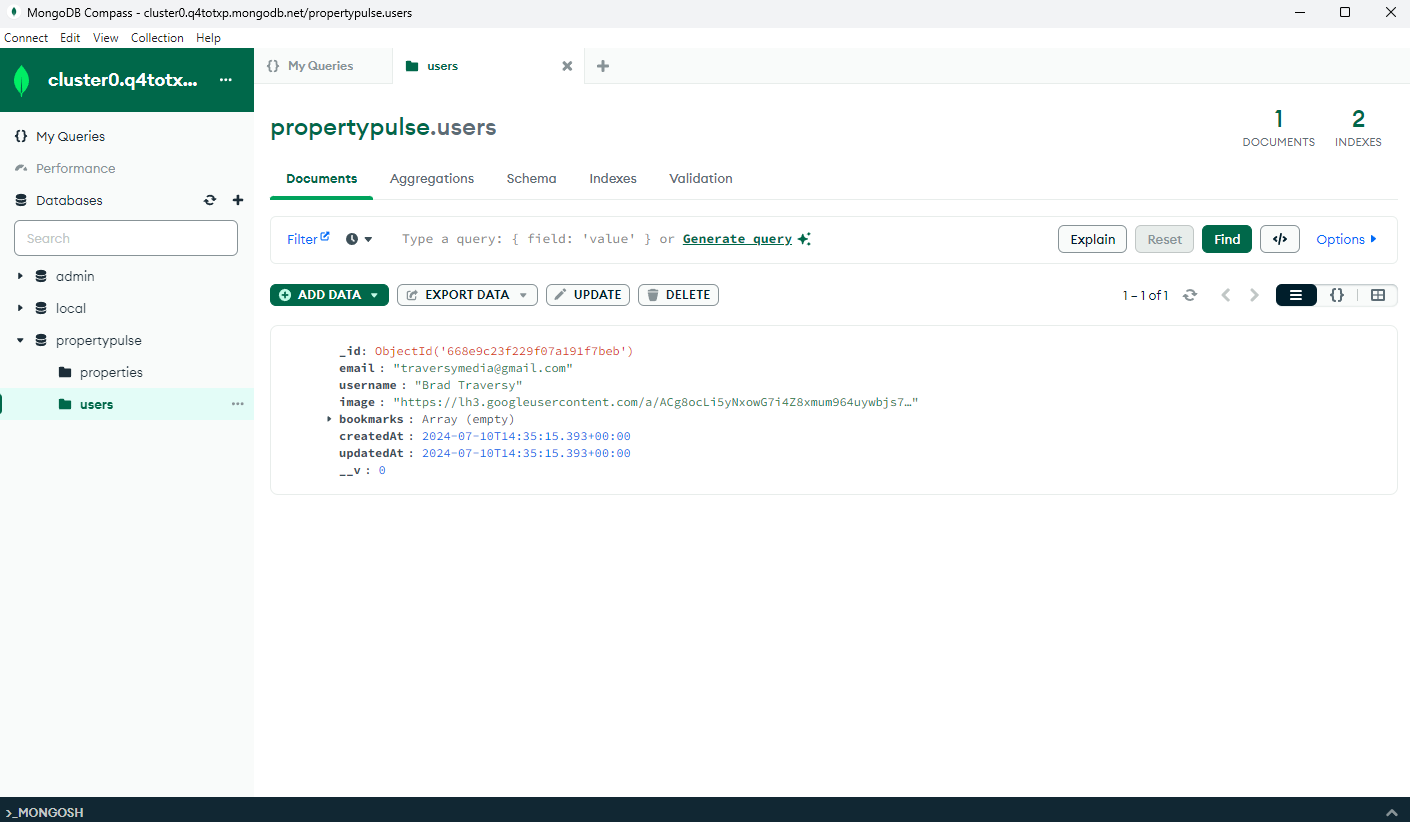 MongoDB Compass - cluster0.q4totxp.mongodb.net/propertypulse.users
Connect Edit View Collection Help
cluster0.q4totx... ...
{} My Queries
users
My Queries
Performance
Databases
Search
admin
local
propertypulse
properties
users
propertypulse.users
1 DOCUMENTS
2 INDEXES
Documents Aggregations Schema Indexes Validation
Filter Type a query: { field: 'value' } or Generate query Explain Reset Find </> Options
ADD DATA EXPORT DATA UPDATE DELETE 1 – 1 of 1 {}
_id: ObjectId('668e9c23f229f07a191f7beb')
email : "traversymedia@gmail.com"
username : "Brad Traversy"
image : "https://lh3.googleusercontent.com/a/ACg8ocLi5yNxowG7i4Z8xmum964uywbjs7…"
bookmarks : Array (empty)
createdAt : 2024-07-10T14:35:15.393+00:00
updatedAt : 2024-07-10T14:35:15.393+00:00
__v : 0
>_MONGOSH